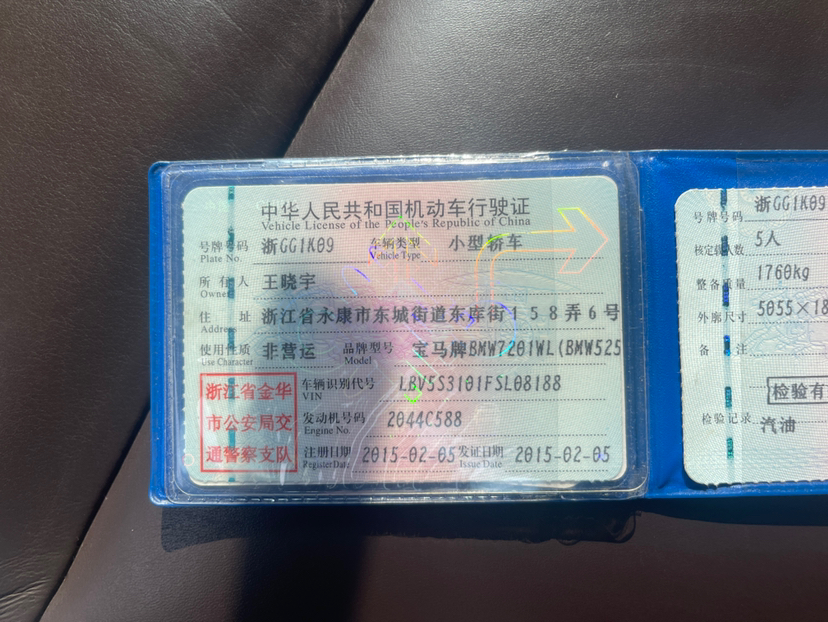 中华人民共和国机动车行驶证
Vehicle License of the People's Republic of China
号牌号码 浙GG1K09 车辆类型 小型轿车
Plate No. Vehicle Type
所有人 王晓宇
Owner
住 址 浙江省永康市东城街道东库街158弄6号
Address
使用性质 非营运 品牌型号 宝马牌BMW7201WL(BMW525
Use Character Model
浙江省金华
市公安局交
通警察支队
车辆识别代号 LBV5S3101FSL08188
VIN
发动机号码 2044C588
Engine No.
注册日期 2015-02-05 发证日期 2015-02-05
Register Date Issue Date
号牌号码 浙GG1K09
核定载人数 5人
整备质量 1760kg
外廓尺寸 5055×18
备 注
检验有
检验记录 汽油